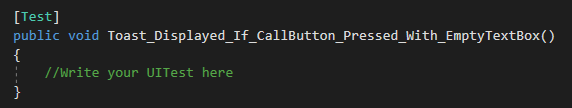 [Test]
public void Toast_Displayed_If_CallButton_Pressed_With_EmptyTextBox()
{
//Write your UITest here
}